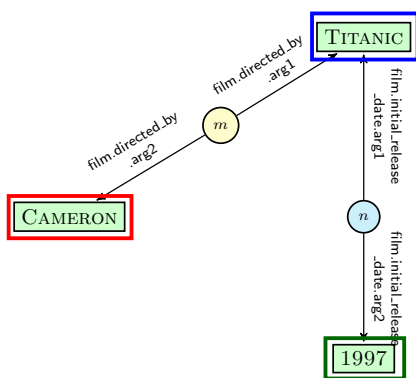 TITANIC
film.directed_by
.arg1
m
film.directed_by
.arg2
CAMERON
film.initial_release
_date.arg1
n
film.initial_release
_date.arg2
1997